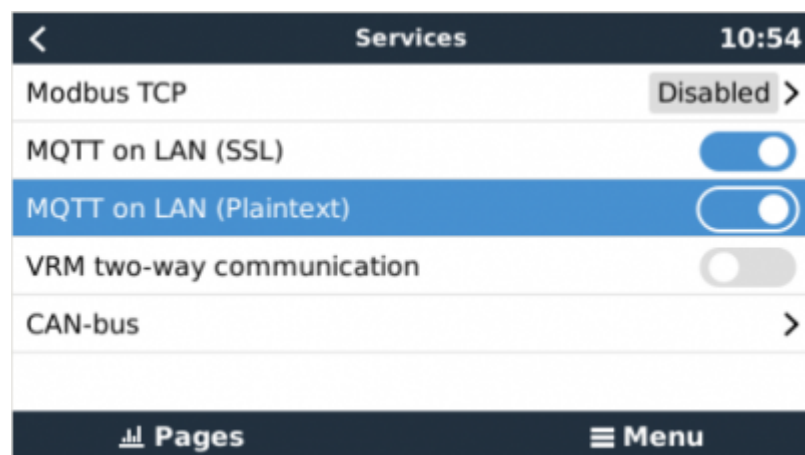 Services 10:54
Modbus TCP Disabled
MQTT on LAN (SSL)
MQTT on LAN (Plaintext)
VRM two-way communication
CAN-bus
Pages Menu